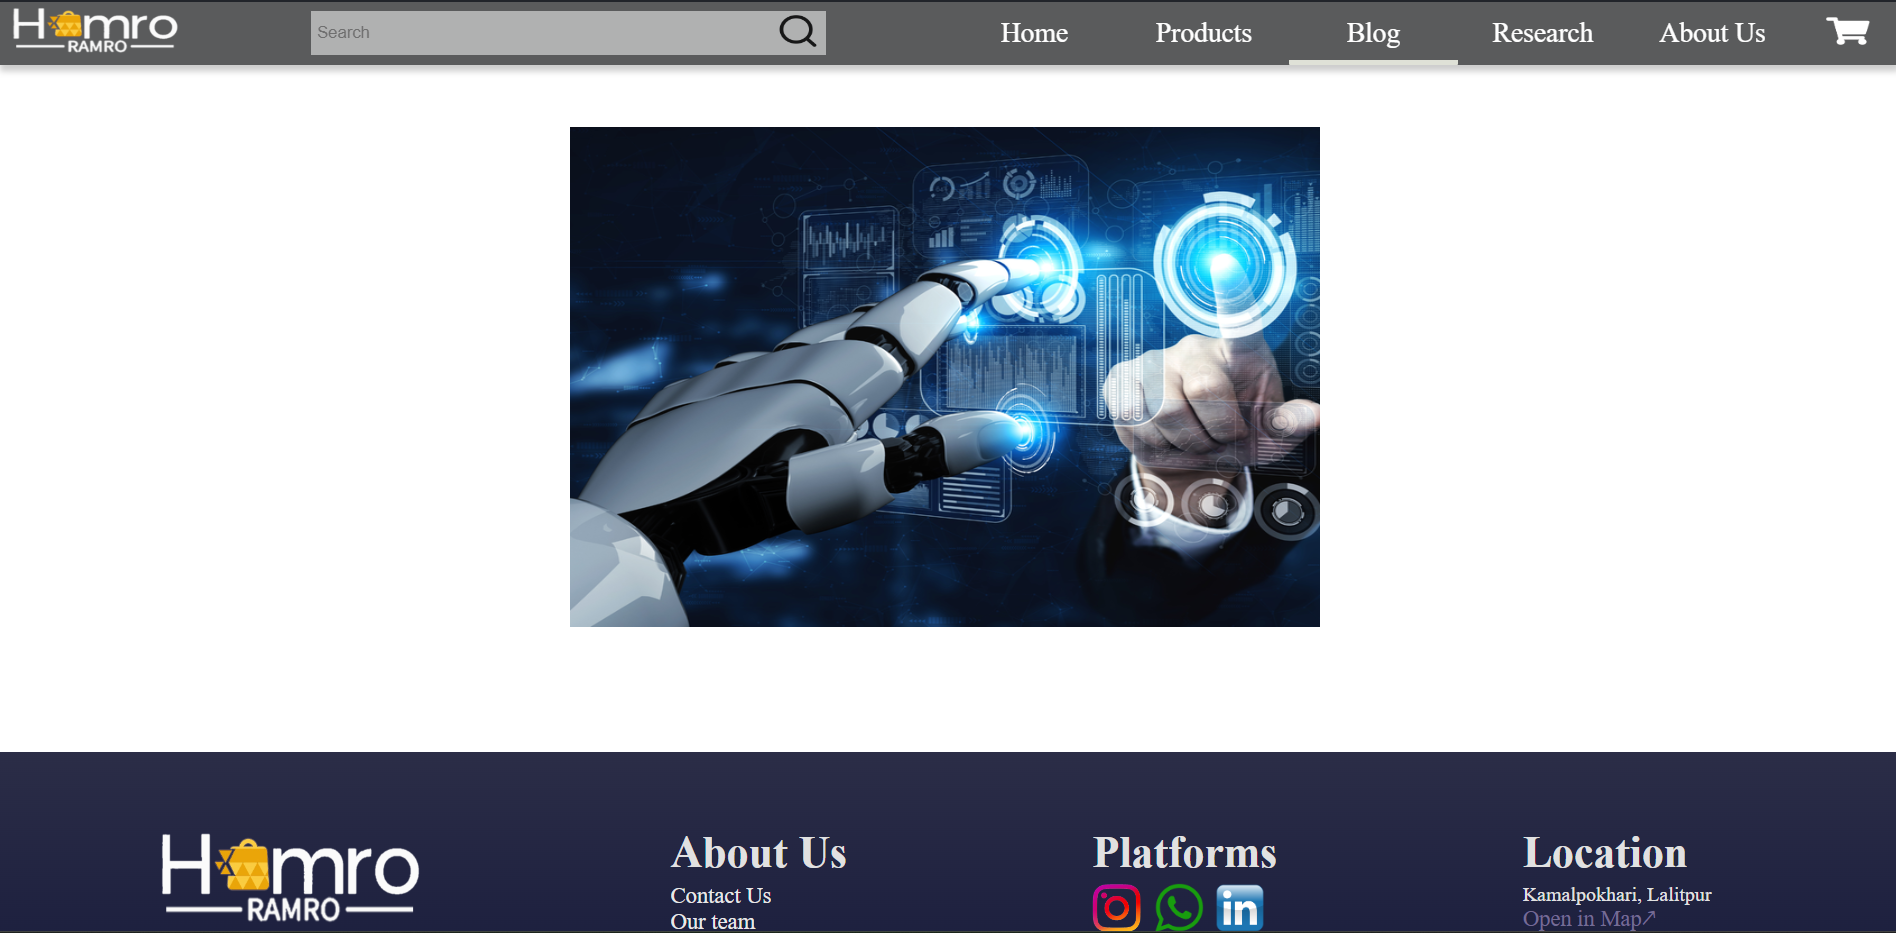 Hamro
RAMRO
Search
Home
Products
Blog
Research
About Us
Hamro
RAMRO
About Us
Contact Us
Our team
Platforms
in
Location
Kamalpokhari, Lalitpur
Open in Map↗